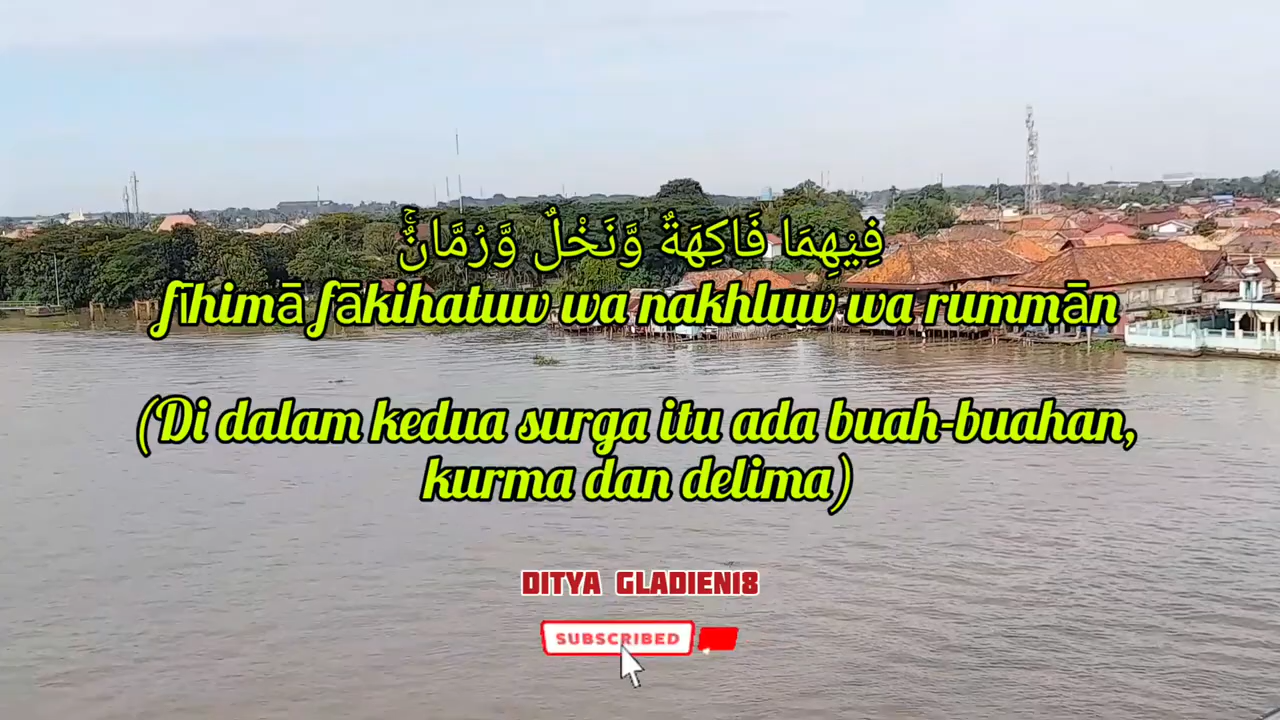 فِيْهِمَا فَاكِهَةٌ وَّنَخْلٌ وَّرُمَّانٌۚ
fīhimā fākihatuw wa nakhluw wa rummān
(Di dalam kedua surga itu ada buah-buahan,
kurma dan delima)
DITYA GLADIEN18
SUBSCRIBED